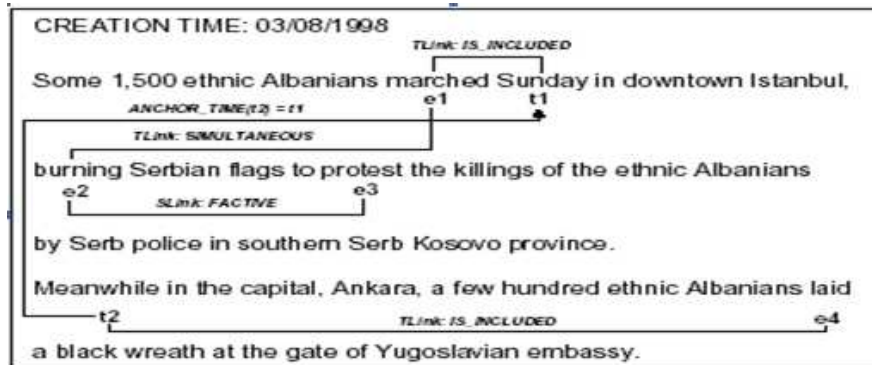 CREATION TIME: 03/08/1998
TLink: IS_INCLUDED
Some 1,500 ethnic Albanians marched Sunday in downtown Istanbul,
ANCHOR_TIME(t2) = t1 e1 t1
TLink: SIMULTANEOUS
burning Serbian flags to protest the killings of the ethnic Albanians
e2 e3
SLink: FACTIVE
by Serb police in southern Serb Kosovo province.
Meanwhile in the capital, Ankara, a few hundred ethnic Albanians laid
t2 TLink: IS_INCLUDED e4
a black wreath at the gate of Yugoslavian embassy.